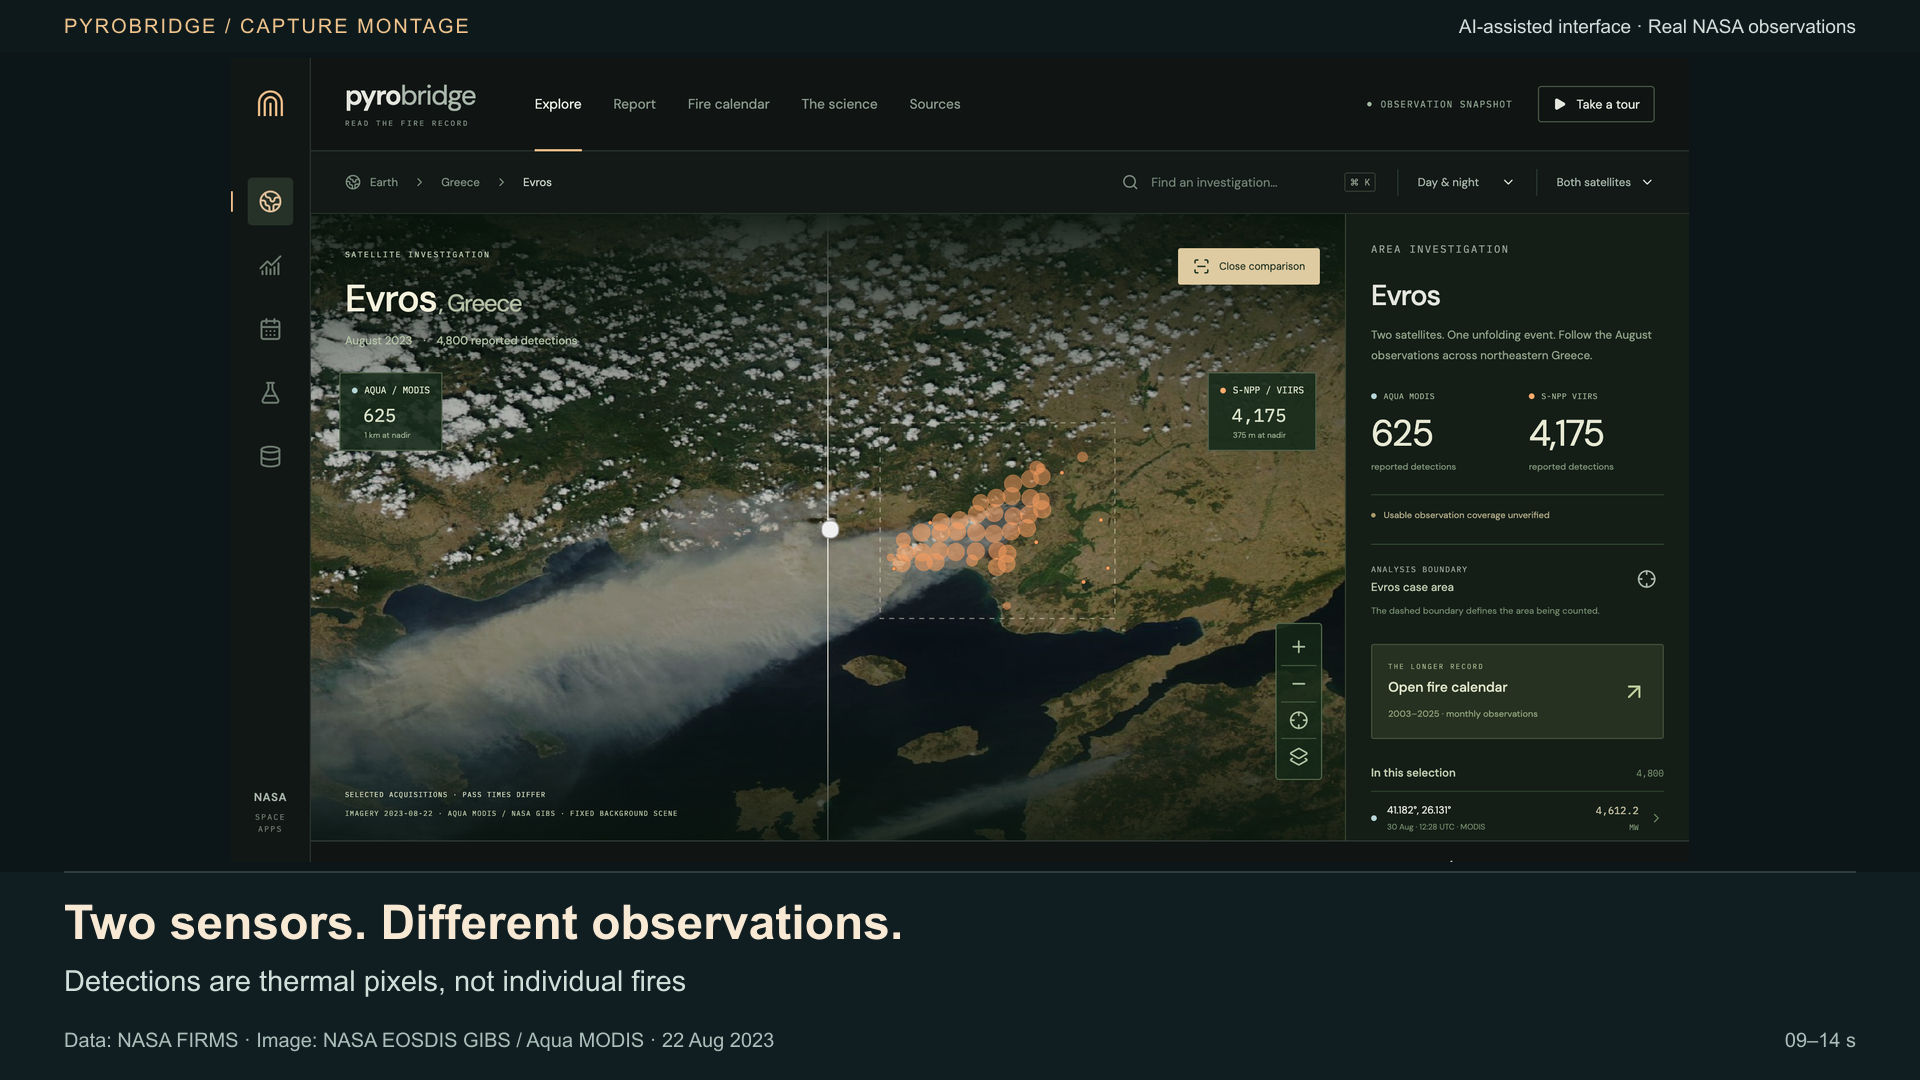 PYROBRIDGE / CAPTURE MONTAGE
AI-assisted interface · Real NASA observations
pyrobridge
READ THE FIRE RECORD
Explore
Report
Fire calendar
The science
Sources
OBSERVATION SNAPSHOT
Take a tour
Earth > Greece > Evros
Find an investigation...
⌘ K
Day & night
Both satellites
SATELLITE INVESTIGATION
Evros, Greece
August 2023 · 4,800 reported detections
Close comparison
AQUA / MODIS
625
1 km at nadir
S-NPP / VIIRS
4,175
375 m at nadir
SELECTED ACQUISITIONS · PASS TIMES DIFFER
IMAGERY 2023-08-22 · AQUA MODIS / NASA GIBS · FIXED BACKGROUND SCENE
NASA
SPACE
APPS
AREA INVESTIGATION
Evros
Two satellites. One unfolding event. Follow the August
observations across northeastern Greece.
AQUA MODIS
625
reported detections
S-NPP VIIRS
4,175
reported detections
Usable observation coverage unverified
ANALYSIS BOUNDARY
Evros case area
The dashed boundary defines the area being counted.
THE LONGER RECORD
Open fire calendar
2003–2025 · monthly observations
In this selection
4,800
41.182°, 26.131°
30 Aug · 12:28 UTC · MODIS
4,612.2
MW
Two sensors. Different observations.
Detections are thermal pixels, not individual fires
Data: NASA FIRMS · Image: NASA EOSDIS GIBS / Aqua MODIS · 22 Aug 2023
09–14 s